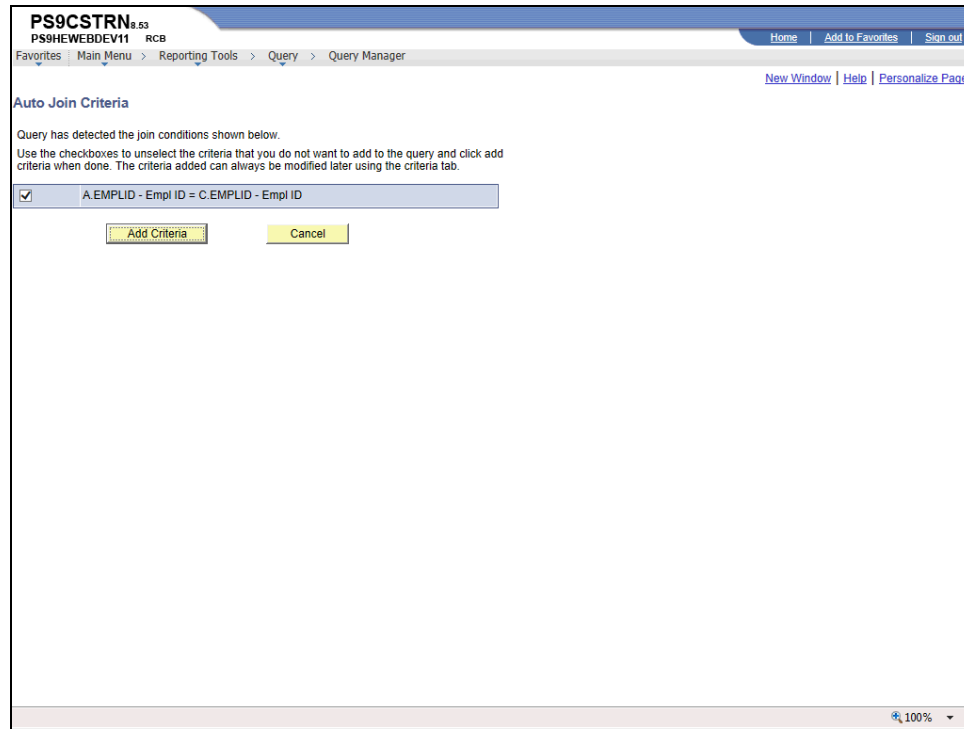 PS9CSTRN8.53
PS9HEWEBDEV11 RCB
Home | Add to Favorites | Sign out
Favorites Main Menu > Reporting Tools > Query > Query Manager
New Window | Help | Personalize Page
Auto Join Criteria
Query has detected the join conditions shown below.
Use the checkboxes to unselect the criteria that you do not want to add to the query and click add
criteria when done. The criteria added can always be modified later using the criteria tab.
A.EMPLID - Empl ID = C.EMPLID - Empl ID
Add Criteria Cancel
100%